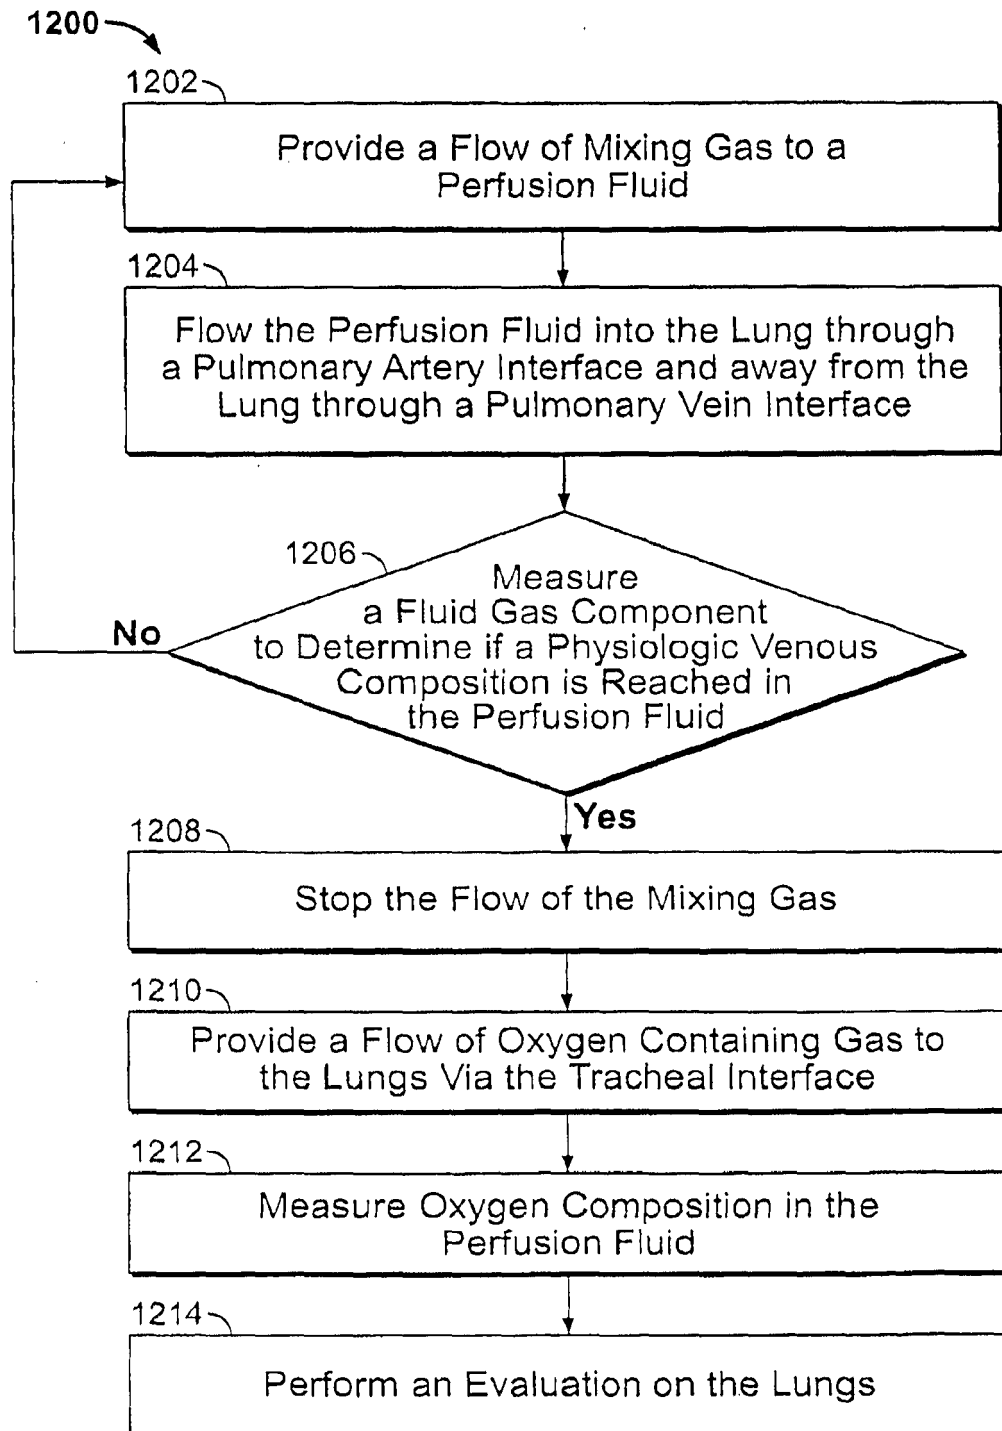 1200
1202
Provide a Flow of Mixing Gas to a
Perfusion Fluid
1204
Flow the Perfusion Fluid into the Lung through
a Pulmonary Artery Interface and away from the
Lung through a Pulmonary Vein Interface
1206
Measure
a Fluid Gas Component
to Determine if a Physiologic Venous
Composition is Reached in
the Perfusion Fluid
No
Yes
1208
Stop the Flow of the Mixing Gas
1210
Provide a Flow of Oxygen Containing Gas to
the Lungs Via the Tracheal Interface
1212
Measure Oxygen Composition in the
Perfusion Fluid
1214
Perform an Evaluation on the Lungs